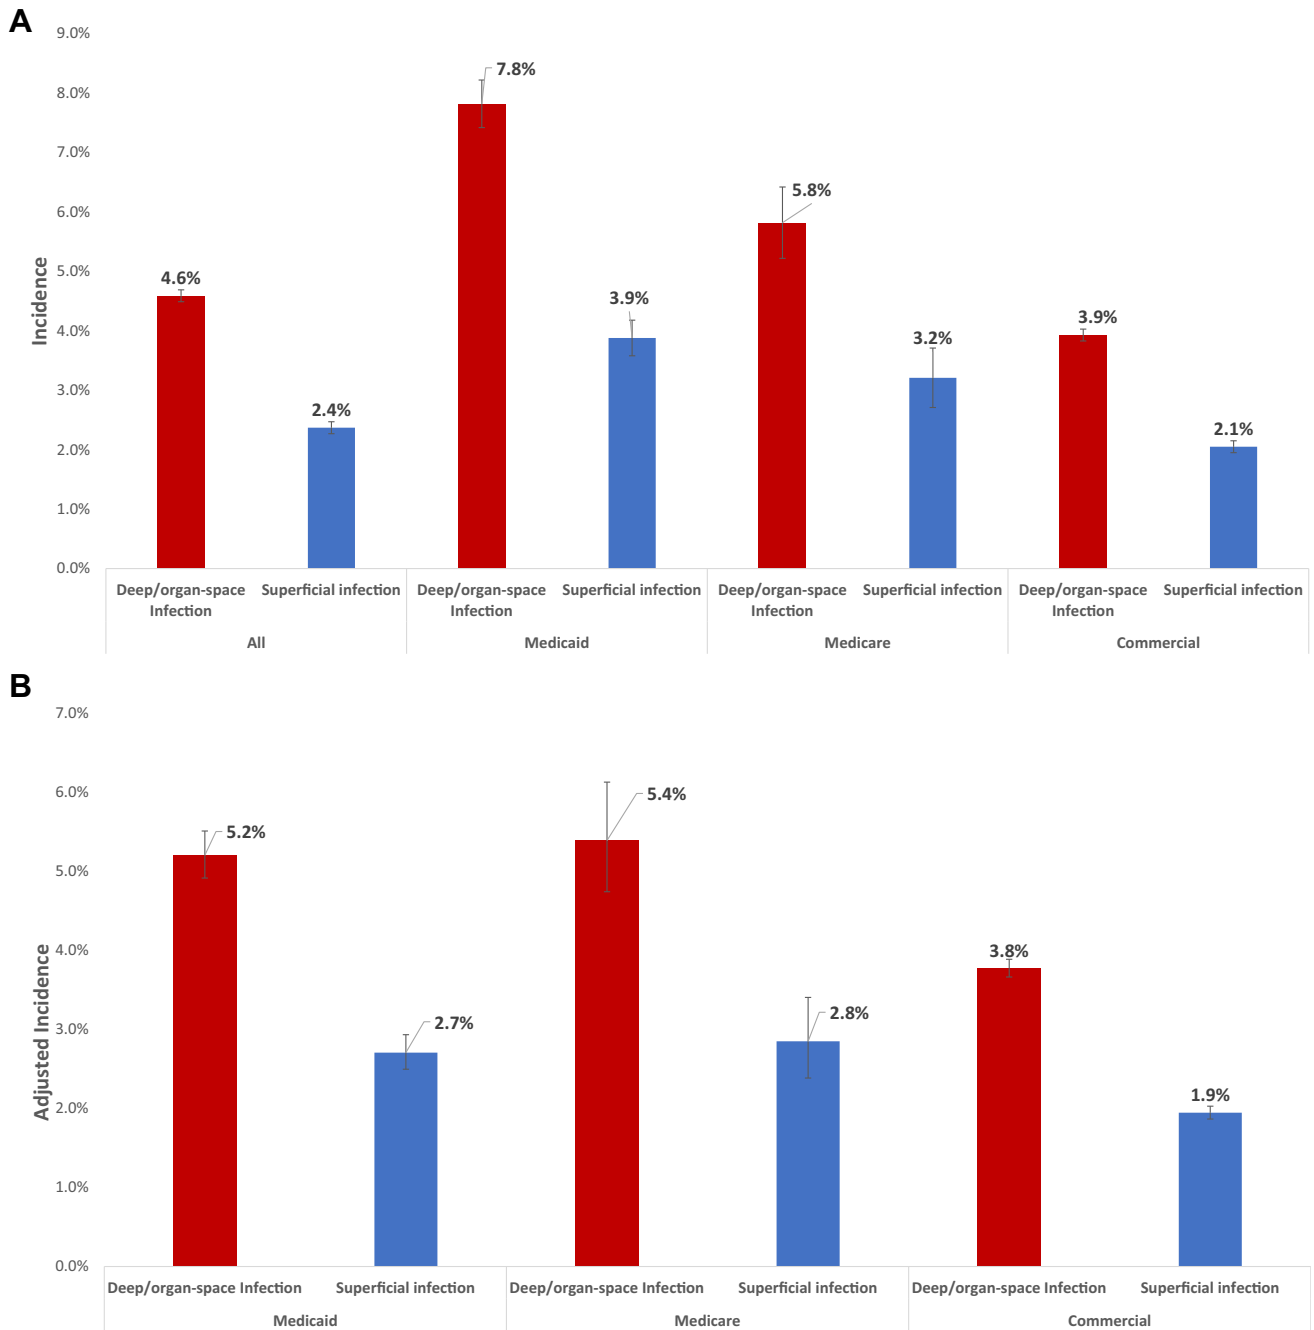 A
9.0%
8.0%
7.0%
6.0%
5.0%
4.0%
3.0%
2.0%
1.0%
0.0%
Incidence
4.6%
2.4%
7.8%
3.9%
5.8%
3.2%
3.9%
2.1%
Deep/organ-space Infection
Superficial infection
Deep/organ-space Infection
Superficial infection
Deep/organ-space Infection
Superficial infection
Deep/organ-space Infection
Superficial infection
All
Medicaid
Medicare
Commercial
B
7.0%
6.0%
5.0%
4.0%
3.0%
2.0%
1.0%
0.0%
Adjusted Incidence
5.2%
2.7%
5.4%
2.8%
3.8%
1.9%
Deep/organ-space Infection
Superficial infection
Deep/organ-space Infection
Superficial infection
Deep/organ-space Infection
Superficial infection
Medicaid
Medicare
Commercial